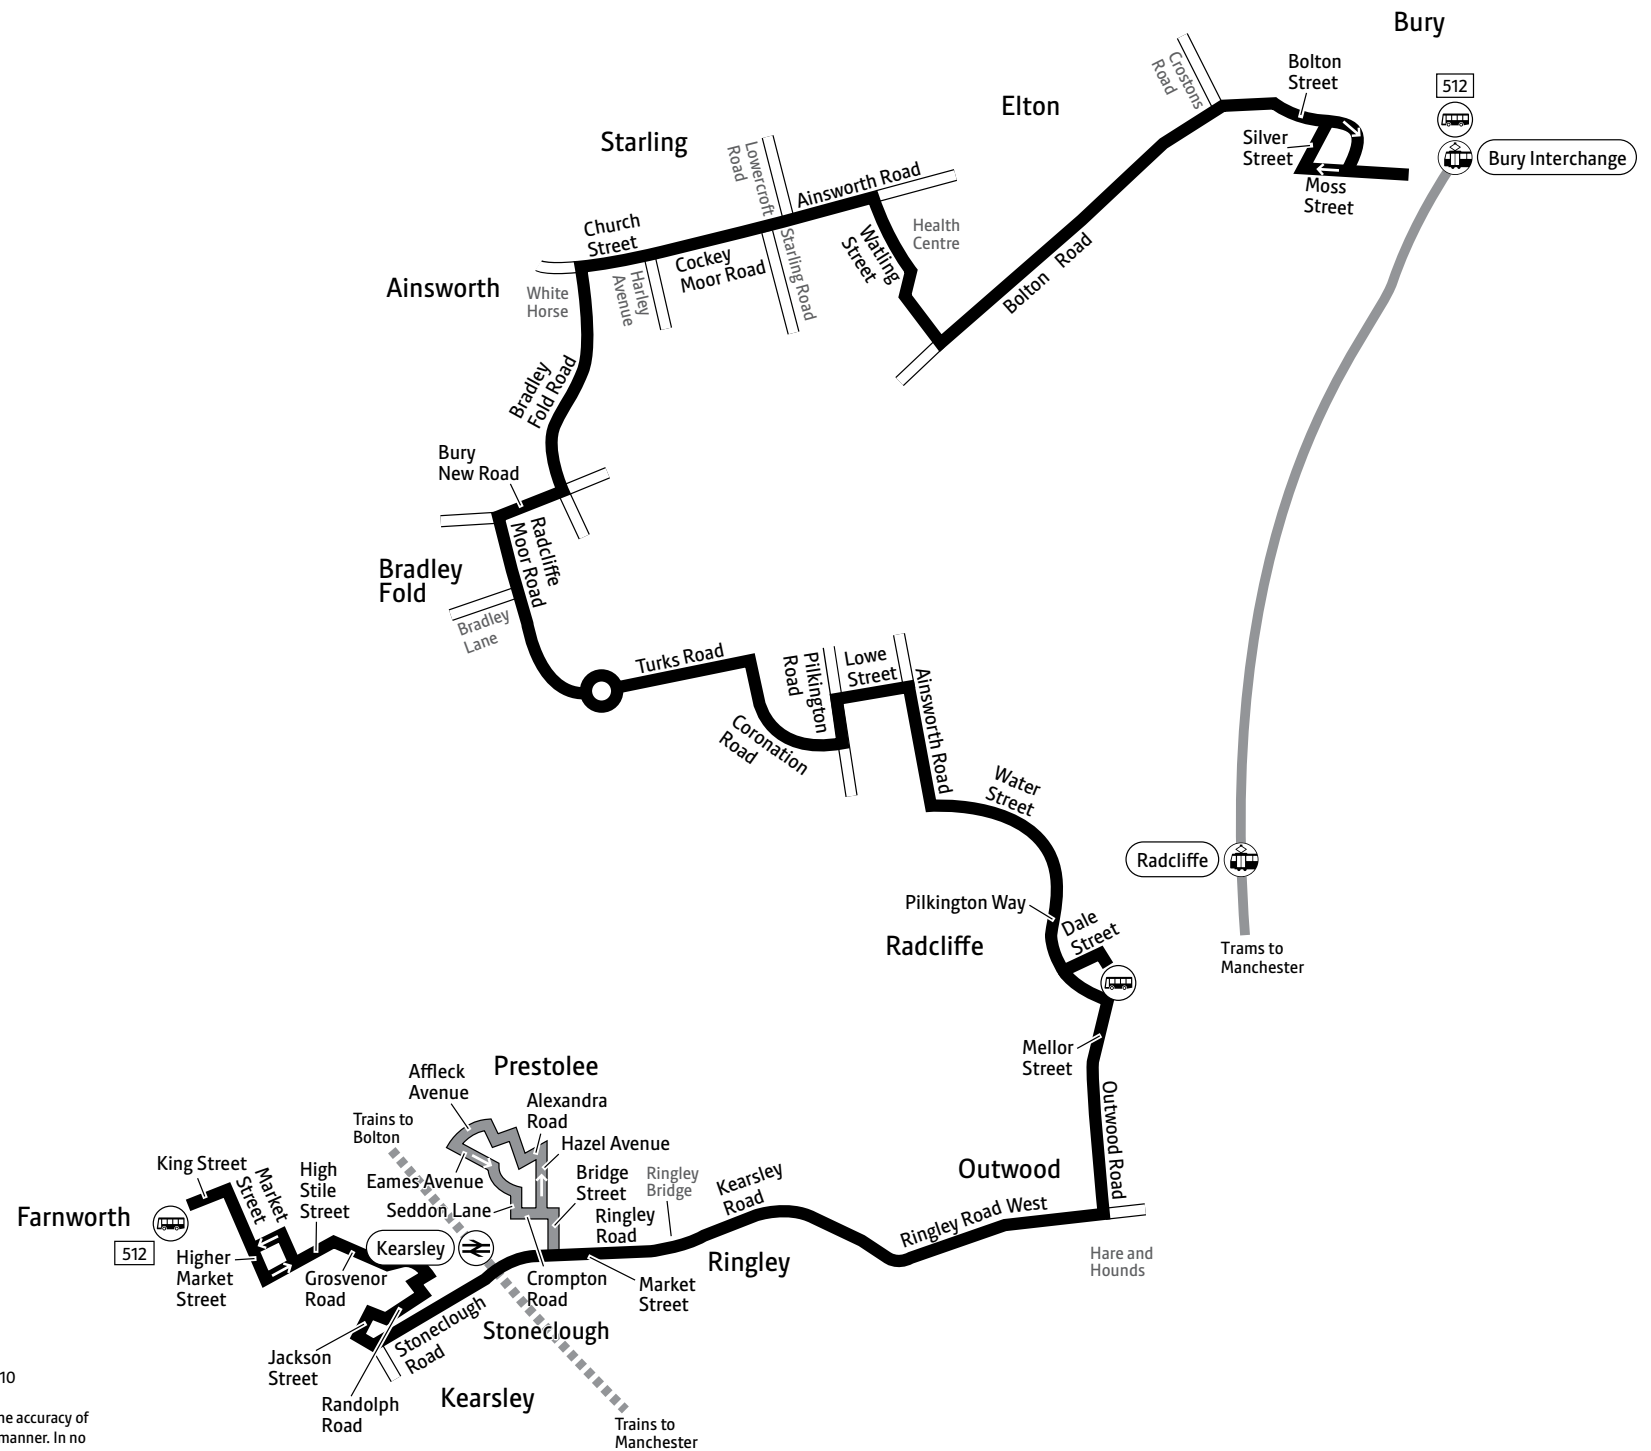 Bury
512
Bury Interchange
Bolton
Street
Crostons
Road
Silver
Street
Moss
Street
Elton
Bolton Road
Starling
Lowercroft
Road
Ainsworth Road
Health
Centre
Watling
Street
Starling Road
Church
Street
Cockey
Moor Road
Harley
Avenue
Ainsworth
White
Horse
Bradley
Fold Road
Bury
New Road
Radcliffe
Moor Road
Bradley
Fold
Bradley
Lane
Turks Road
Coronation
Road
Pilkington
Road
Lowe
Street
Ainsworth Road
Water
Street
Pilkington Way
Radcliffe
Dale
Street
Radcliffe
Trams to
Manchester
Mellor
Street
Outwood Road
Outwood
Ringley Road West
Hare and
Hounds
Kearsley
Road
Ringley
Ringley
Bridge
Ringley
Road
Market
Street
Bridge
Street
Hazel Avenue
Alexandra
Road
Prestolee
Affleck
Avenue
Trains to
Bolton
Eames Avenue
Seddon Lane
Crompton
Road
Stoneclough
Stoneclough
Road
Kearsley
Kearsley
Trains to
Manchester
Randolph
Road
Jackson
Street
Grosvenor
Road
High
Stile
Street
Market
Street
King Street
Higher
Market
Street
Farnworth
512
10
ne accuracy of
manner. In no